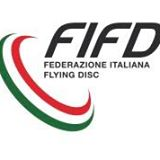 FIFD
FEDERAZIONE ITALIANA
FLYING DISC